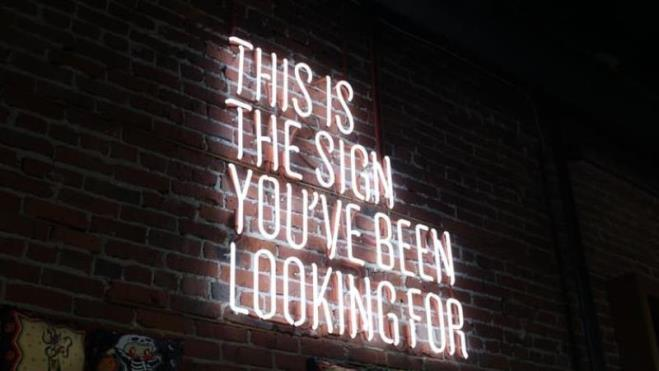 THIS IS
THE SIGN
YOU'VE BEEN
LOOKING FOR